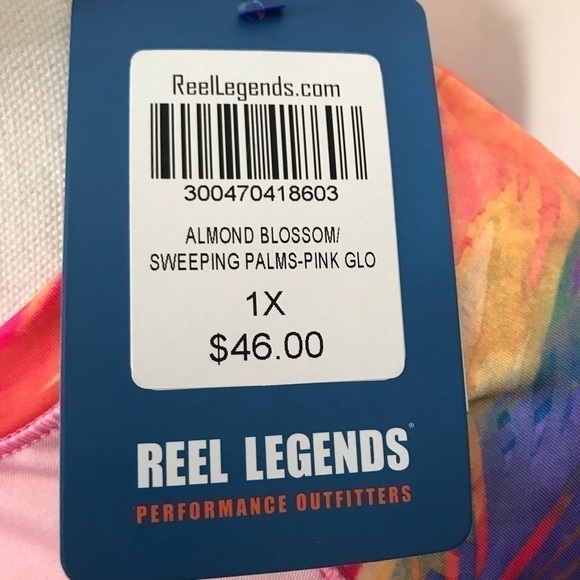 ReelLegends.com
300470418603
ALMOND BLOSSOM/
SWEEPING PALMS-PINK GLO
1X
$46.00
REEL LEGENDS®
PERFORMANCE OUTFITTERS